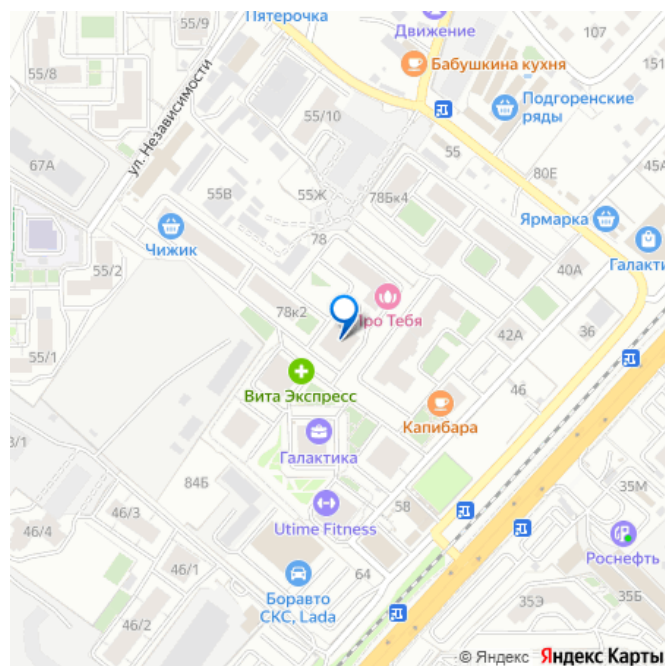 55/9
Пятерочка
Движение
107
151
55/8
Бабушкина кухня
Подгоренские
ряды
ул. Независимости
55/10
55
67А
80Е
45А
55В
55Ж
78Бк4
Ярмарка
Чижик
78
Галакти
55/2
40А
78к2
Про Тебя
42А
36
55/1
46
Вита Экспресс
Капибара
Галактика
3/1
84Б
35М
46/3
58
46/4
Utime Fitness
Роснефть
46/1
64
35Э
35Б
Боравто
СКС, Lada
46/2
© Яндекс Яндекс Карты